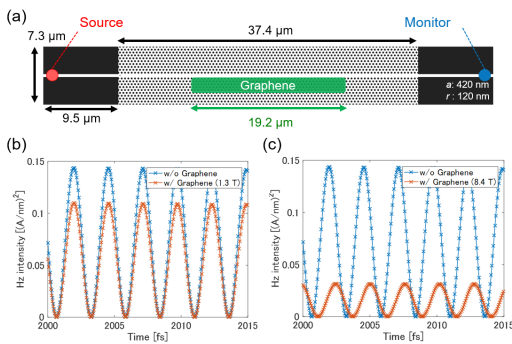 (a)
Source
Monitor
37.4 μm
7.3 μm
Graphene
a: 420 nm
r : 120 nm
9.5 μm
19.2 μm
(b)
(c)
0.15
0.1
0.05
0
Hz intensity [(A/nm)²]
w/o Graphene
w/ Graphene (1.3 T)
2000
2005
2010
2015
Time [fs]
0.15
0.1
0.05
0
Hz intensity [(A/nm)²]
w/o Graphene
w/ Graphene (8.4 T)
2000
2005
2010
2015
Time [fs]